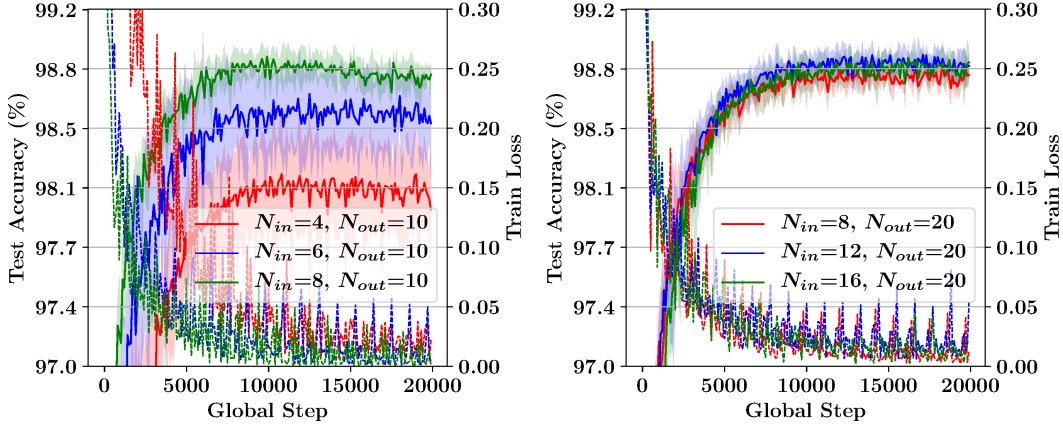 99.2
98.8
98.5
98.1
97.7
97.4
97.0
Test Accuracy (%)
0 5000 10000 15000 20000
Global Step
0.30
0.25
0.20
0.15
0.10
0.05
0.00
Train Loss
N_in=4, N_out=10
N_in=6, N_out=10
N_in=8, N_out=10
99.2
98.8
98.5
98.1
97.7
97.4
97.0
Test Accuracy (%)
0 5000 10000 15000 20000
Global Step
0.30
0.25
0.20
0.15
0.10
0.05
0.00
Train Loss
N_in=8, N_out=20
N_in=12, N_out=20
N_in=16, N_out=20